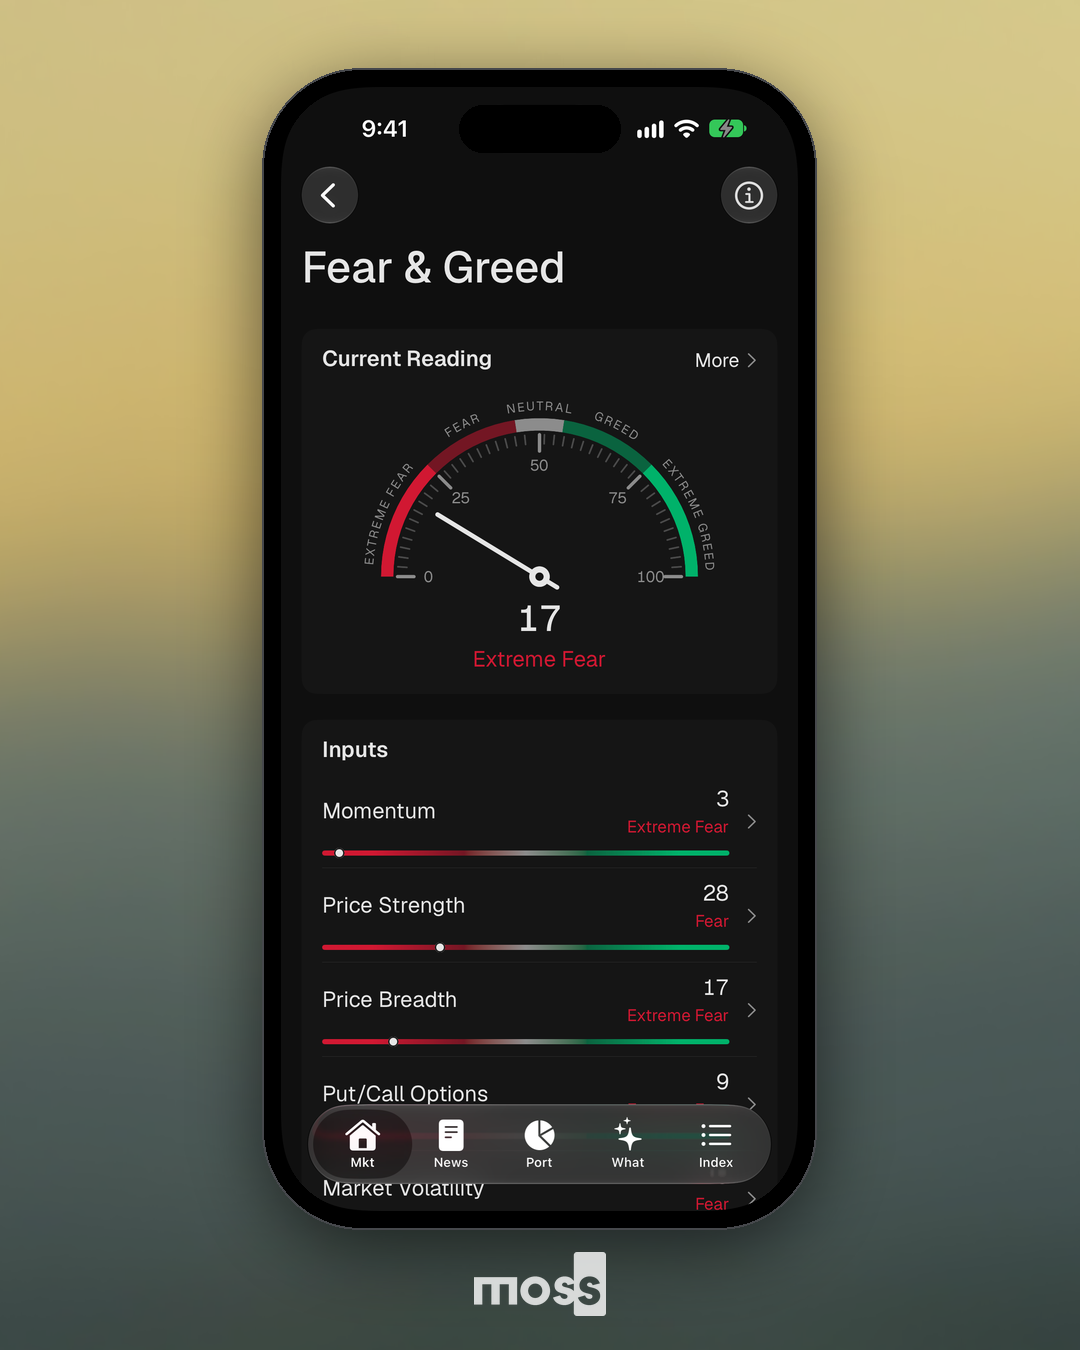 9:41
Fear & Greed
Current Reading
More
EXTREME FEAR
FEAR
NEUTRAL
GREED
EXTREME GREED
0
25
50
75
100
17
Extreme Fear
Inputs
Momentum
3
Extreme Fear
Price Strength
28
Fear
Price Breadth
17
Extreme Fear
Put/Call Options
9
Mkt
News
Port
What
Index
Market Volatility
Fear
moss